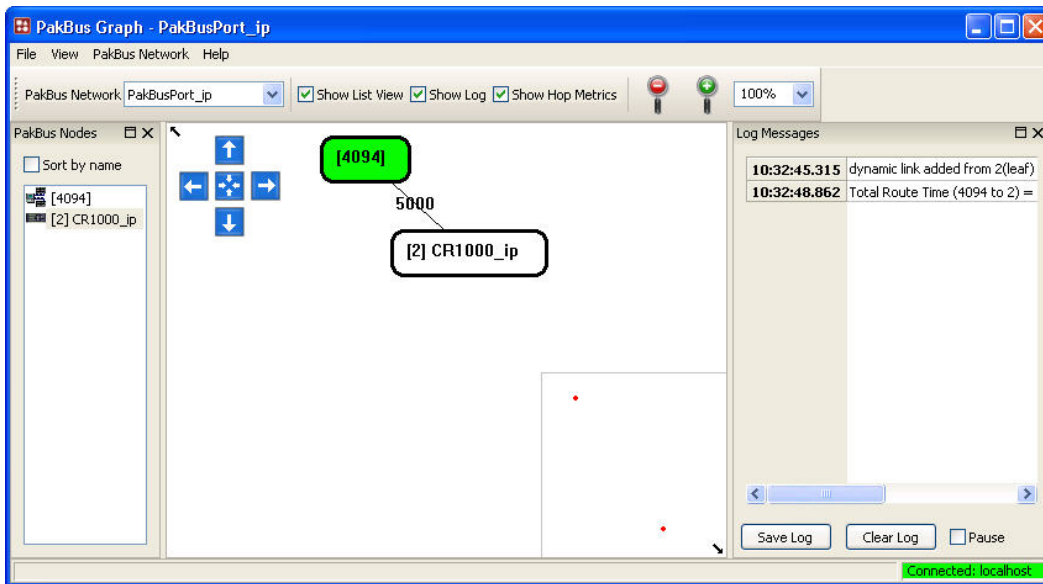 PakBus Graph - PakBusPort_ip
File View PakBus Network Help
PakBus Network PakBusPort_ip Show List View Show Log Show Hop Metrics 100%
PakBus Nodes
Sort by name
[4094]
[2] CR1000_ip
[4094]
5000
[2] CR1000_ip
Log Messages
10:32:45.315 dynamic link added from 2(leaf)
10:32:48.862 Total Route Time (4094 to 2) =
Save Log Clear Log Pause
Connected: localhost